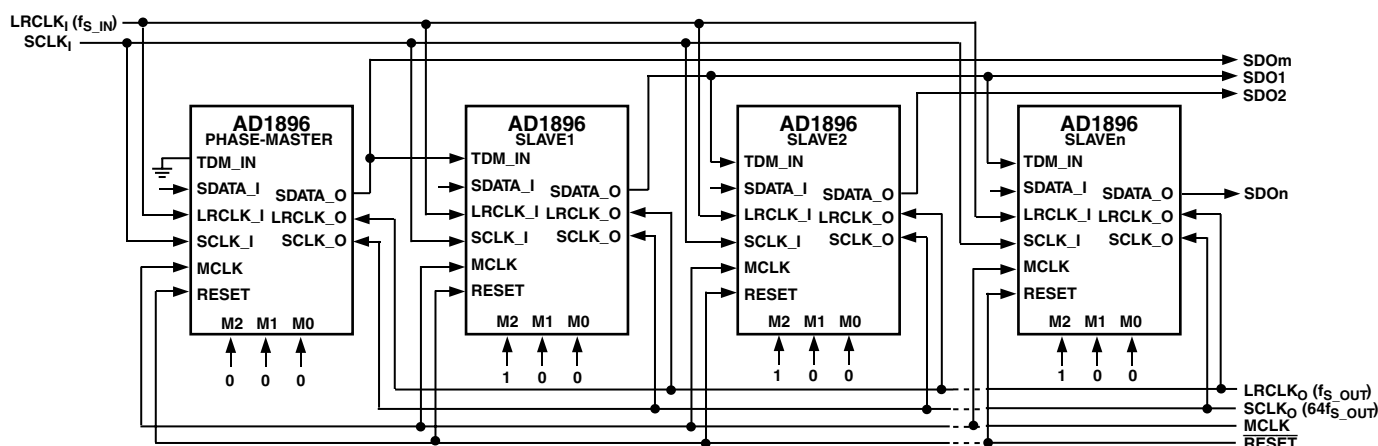 LRCLKI (fS_IN)
SCLKI
SDOm
SDO1
SDO2
AD1896
PHASE-MASTER
TDM_IN
SDATA_I
SDATA_O
LRCLK_I
LRCLK_O
SCLK_I
SCLK_O
MCLK
RESET
M2 M1 M0
0 0 0
AD1896
SLAVE1
TDM_IN
SDATA_I
SDATA_O
LRCLK_I
LRCLK_O
SCLK_I
SCLK_O
MCLK
RESET
M2 M1 M0
1 0 0
AD1896
SLAVE2
TDM_IN
SDATA_I
SDATA_O
LRCLK_I
LRCLK_O
SCLK_I
SCLK_O
MCLK
RESET
M2 M1 M0
1 0 0
AD1896
SLAVEn
TDM_IN
SDATA_I
SDATA_O
LRCLK_I
LRCLK_O
SCLK_I
SCLK_O
MCLK
RESET
M2 M1 M0
1 0 0
SDOn
LRCLKO (fS_OUT)
SCLKO (64fS_OUT)
MCLK
RESET